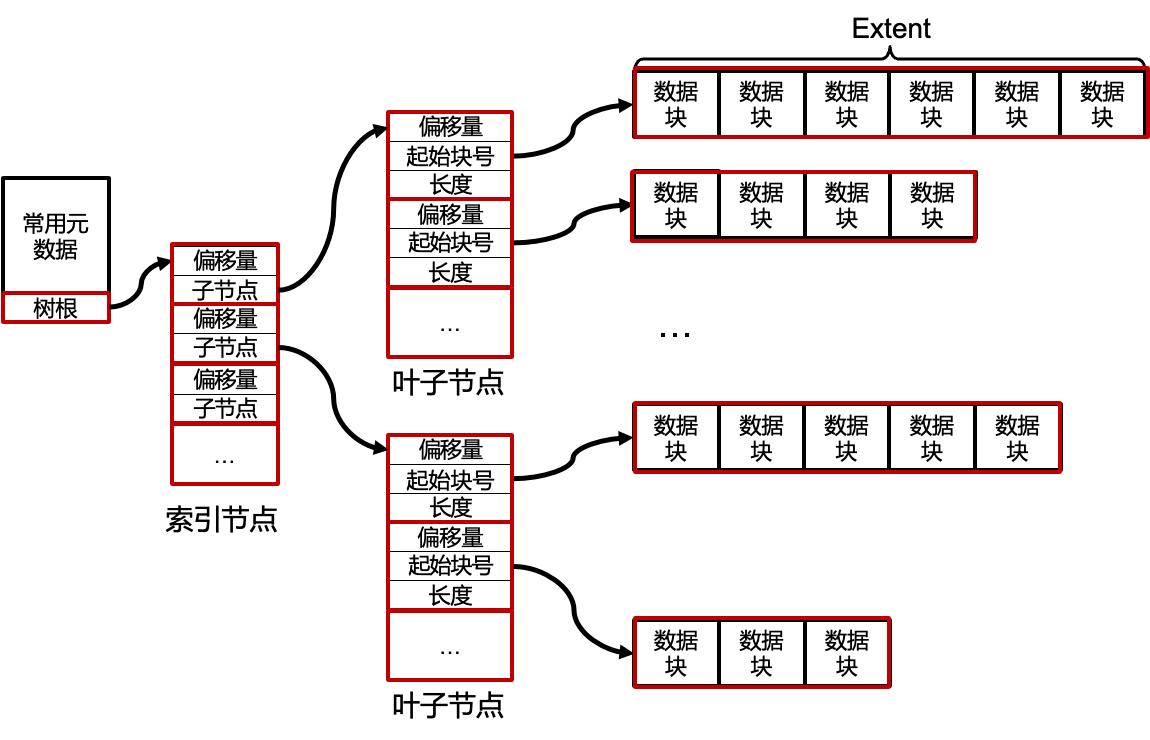 Extent
数据
块
数据
块
数据
块
数据
块
数据
块
数据
块
偏移量
起始块号
长度
偏移量
起始块号
长度
...
叶子节点
数据
块
数据
块
数据
块
数据
块
常用元
数据
树根
偏移量
子节点
偏移量
子节点
偏移量
子节点
...
索引节点
...
偏移量
起始块号
长度
偏移量
起始块号
长度
...
叶子节点
数据
块
数据
块
数据
块
数据
块
数据
块
数据
块
数据
块
数据
块